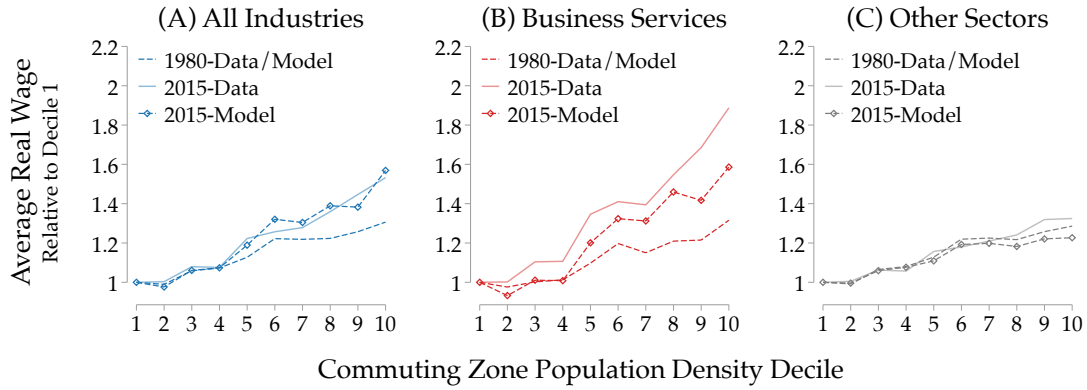 (A) All Industries
(B) Business Services
(C) Other Sectors
Average Real Wage
Relative to Decile 1
2.2
2
1.8
1.6
1.4
1.2
1
1980-Data/Model
2015-Data
2015-Model
1 2 3 4 5 6 7 8 9 10
2.2
2
1.8
1.6
1.4
1.2
1
1980-Data/Model
2015-Data
2015-Model
1 2 3 4 5 6 7 8 9 10
2.2
2
1.8
1.6
1.4
1.2
1
1980-Data/Model
2015-Data
2015-Model
1 2 3 4 5 6 7 8 9 10
Commuting Zone Population Density Decile